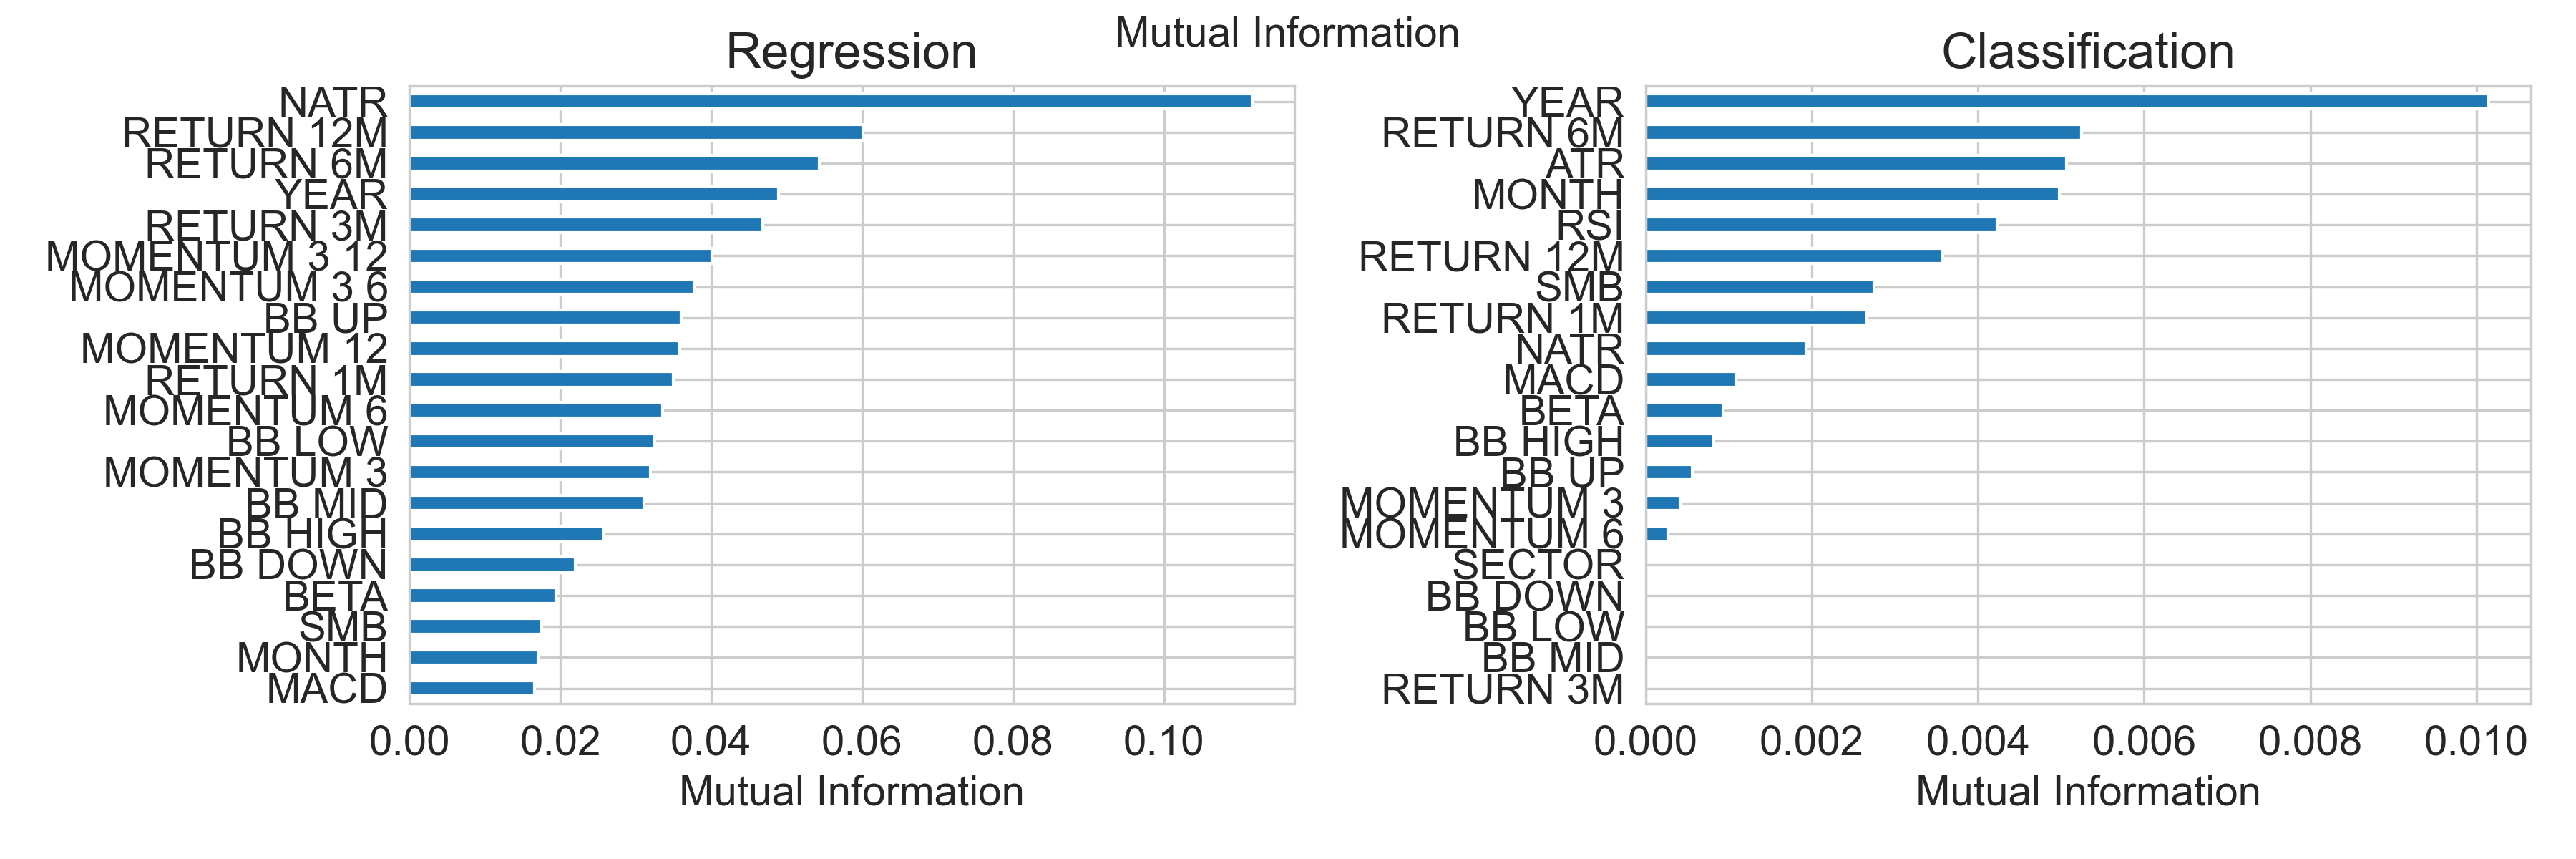 Mutual Information
Regression
NATR
RETURN 12M
RETURN 6M
YEAR
RETURN 3M
MOMENTUM 3 12
MOMENTUM 3 6
BB UP
MOMENTUM 12
RETURN 1M
MOMENTUM 6
BB LOW
MOMENTUM 3
BB MID
BB HIGH
BB DOWN
BETA
SMB
MONTH
MACD
0.00 0.02 0.04 0.06 0.08 0.10
Mutual Information
Classification
YEAR
RETURN 6M
ATR
MONTH
RSI
RETURN 12M
SMB
RETURN 1M
NATR
MACD
BETA
BB HIGH
BB UP
MOMENTUM 3
MOMENTUM 6
SECTOR
BB DOWN
BB LOW
BB MID
RETURN 3M
0.000 0.002 0.004 0.006 0.008 0.010
Mutual Information